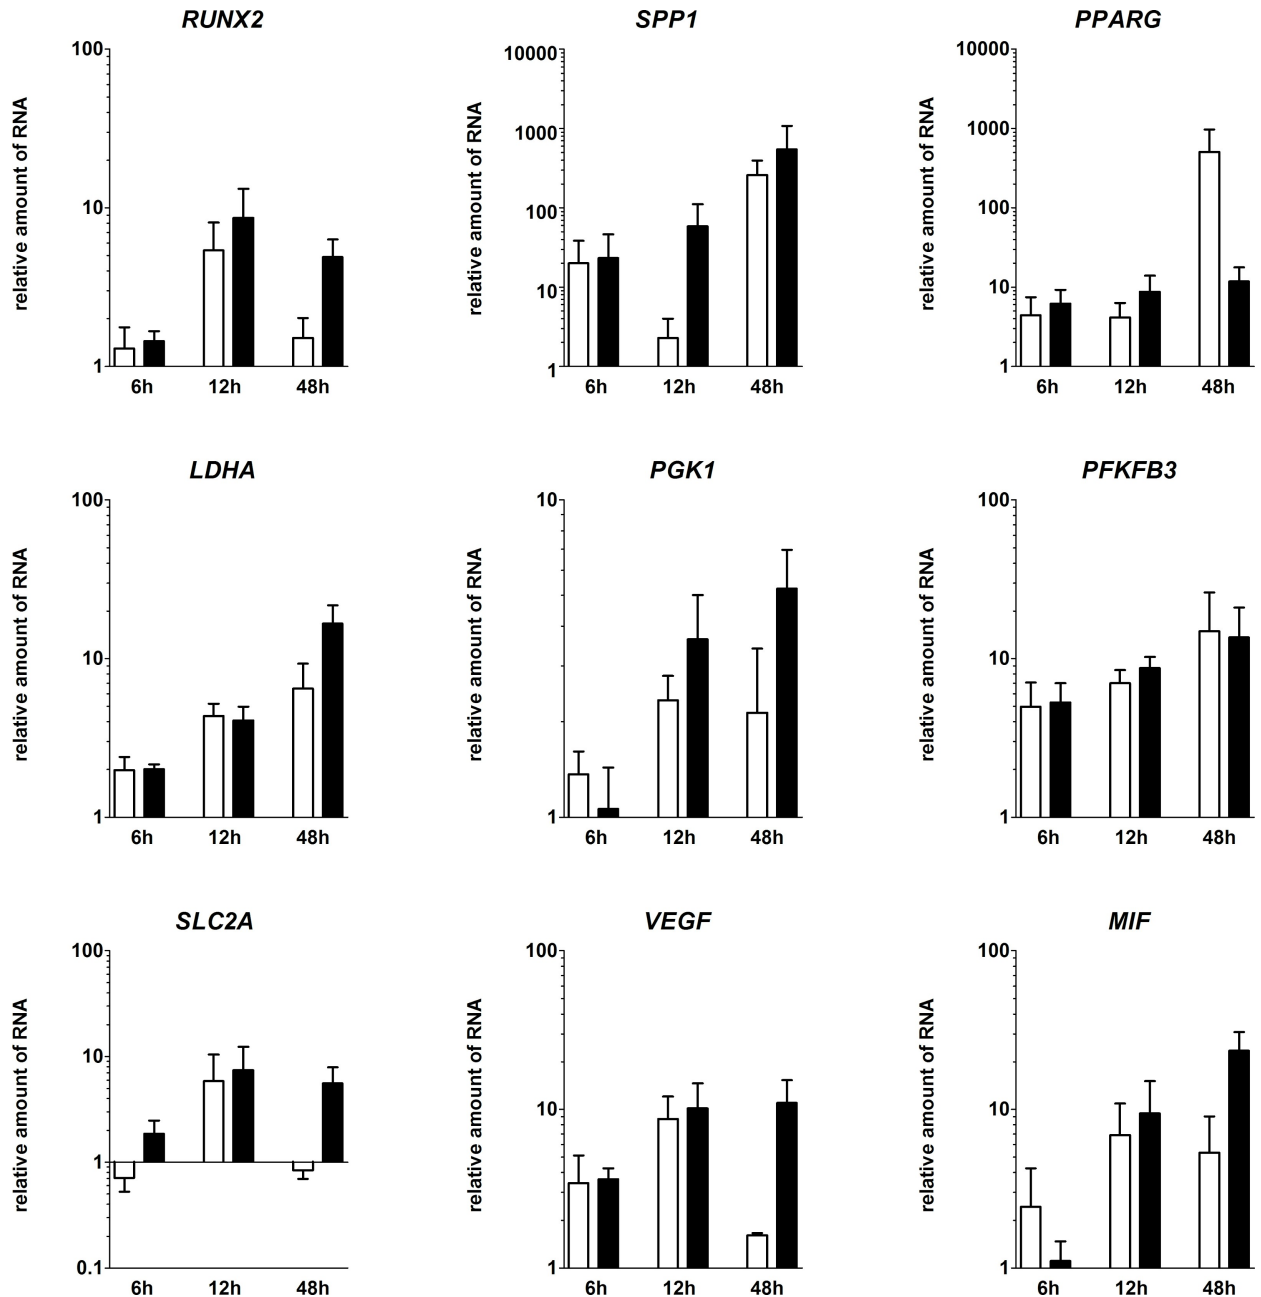 RUNX2
SPP1
PPARG
relative amount of RNA
100
10
1
6h 12h 48h
relative amount of RNA
10000
1000
100
10
1
6h 12h 48h
relative amount of RNA
10000
1000
100
10
1
6h 12h 48h
LDHA
PGK1
PFKFB3
relative amount of RNA
100
10
1
6h 12h 48h
relative amount of RNA
10
1
6h 12h 48h
relative amount of RNA
100
10
1
6h 12h 48h
SLC2A
VEGF
MIF
relative amount of RNA
100
10
1
0.1
6h 12h 48h
relative amount of RNA
100
10
1
6h 12h 48h
relative amount of RNA
100
10
1
6h 12h 48h